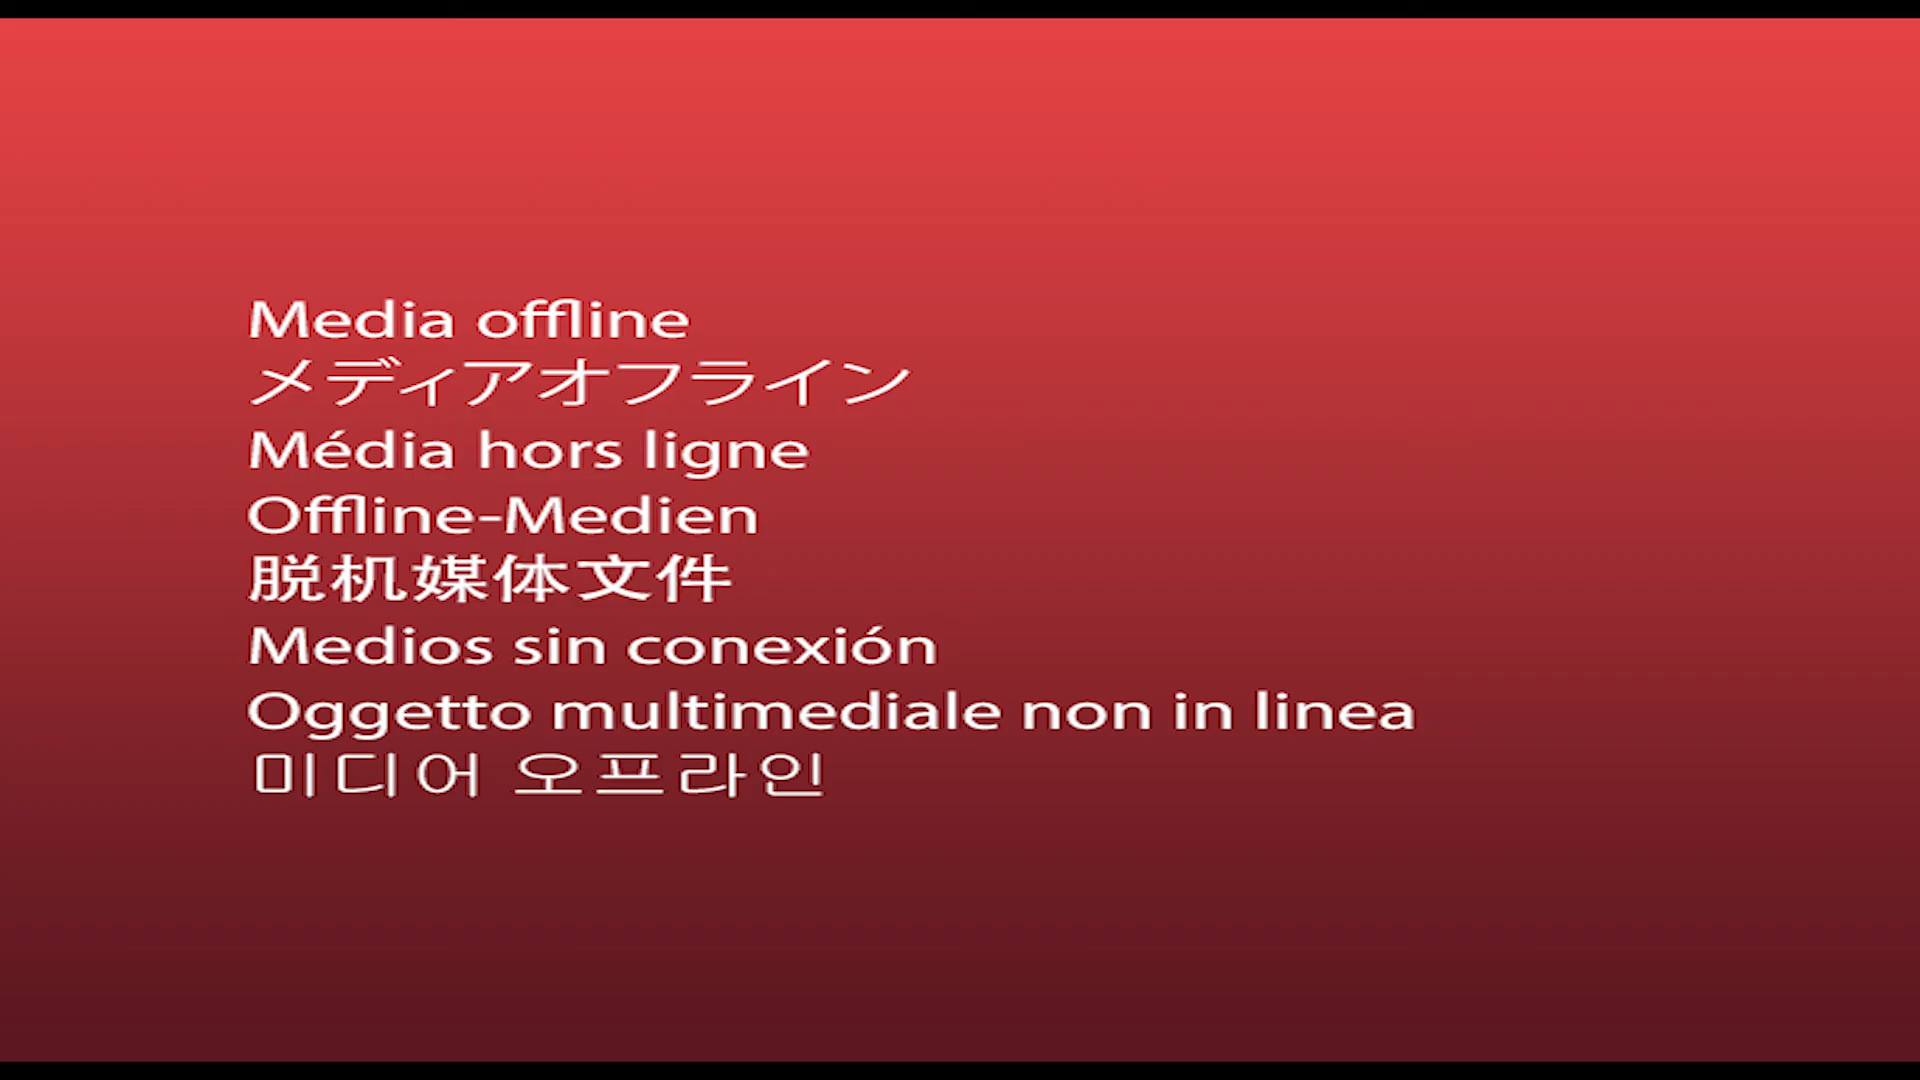 Media offline
メディアオフライン
Média hors ligne
Offline-Medien
脱机媒体文件
Medios sin conexión
Oggetto multimediale non in linea
미디어 오프라인